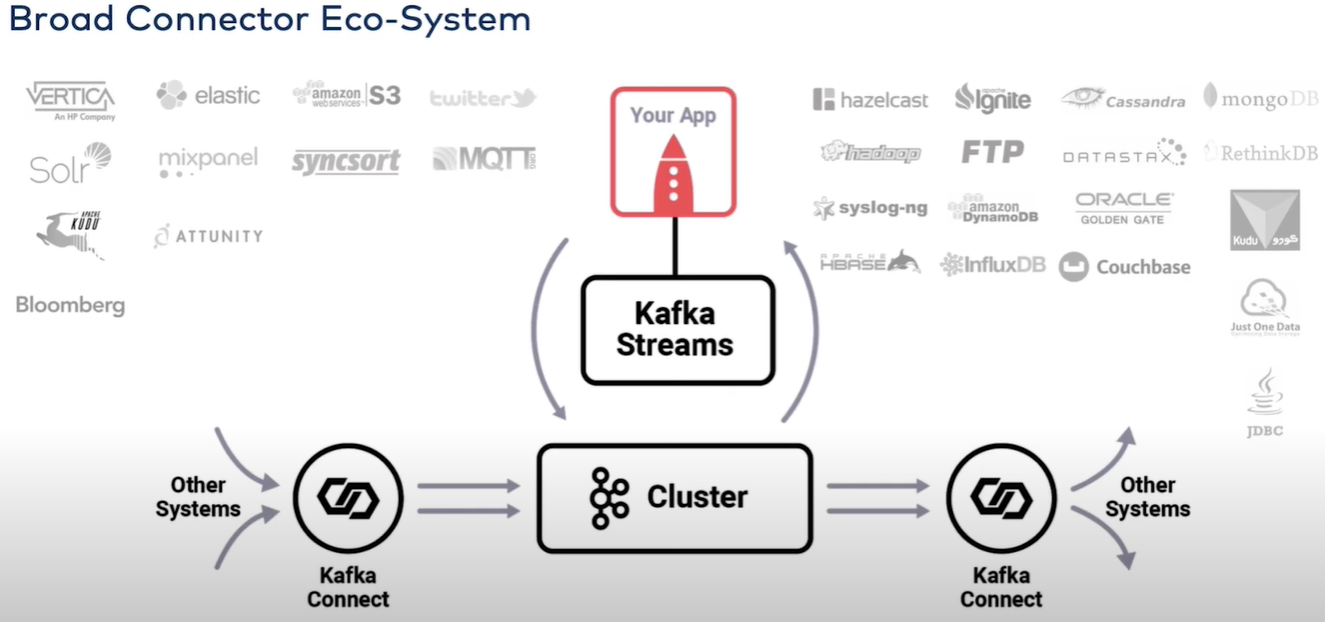 Broad Connector Eco-System
VERTICA
An HP Company
elastic
amazon
webservices
S3
twitter
Solr
mixpanel
syncsort
MQTT
ORG
APACHE
KUDU
ATTUNITY
Bloomberg
Your App
Kafka
Streams
hazelcast
apache
Ignite
Cassandra
mongoDB
hadoop
FTP
DATASTAX
RethinkDB
syslog-ng
amazon
DynamoDB
ORACLE
GOLDEN GATE
Kudu كودو
APACHE
HBASE
InfluxDB
Couchbase
Just One Data
JDBC
Other
Systems
Kafka
Connect
Cluster
Kafka
Connect
Other
Systems